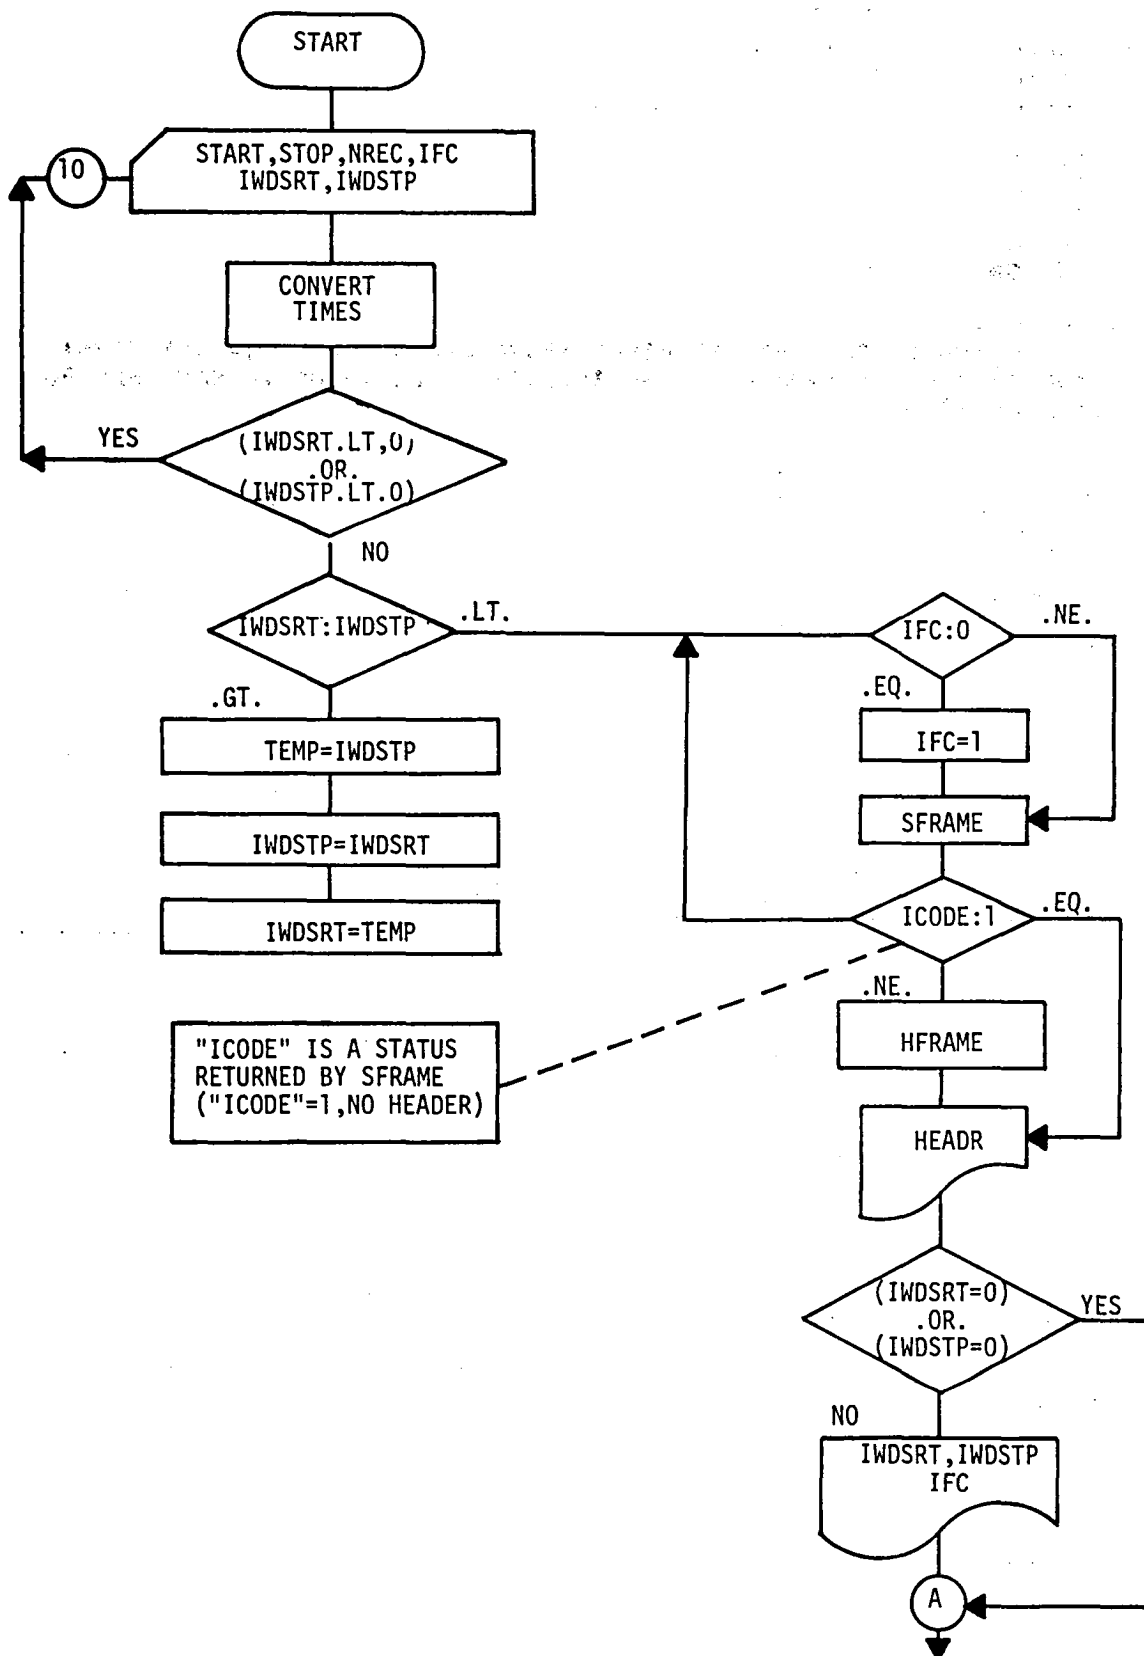 START
10
START,STOP,NREC,IFC
IWDSRT,IWDSTP
CONVERT
TIMES
YES
(IWDSRT.LT,0)
.OR.
(IWDSTP.LT.0)
NO
IWDSRT:IWDSTP
.LT.
.GT.
TEMP=IWDSTP
IWDSTP=IWDSRT
IWDSRT=TEMP
"ICODE" IS A STATUS
RETURNED BY SFRAME
("ICODE"=1,NO HEADER)
IFC:0
.NE.
.EQ.
IFC=1
SFRAME
ICODE:1
.EQ.
.NE.
HFRAME
HEADR
(IWDSRT=0)
.OR.
(IWDSTP=0)
YES
NO
IWDSRT,IWDSTP
IFC
A